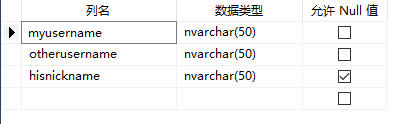 列名 数据类型 允许 Null 值
myusername nvarchar(50)
otherusername nvarchar(50)
hisnickname nvarchar(50)